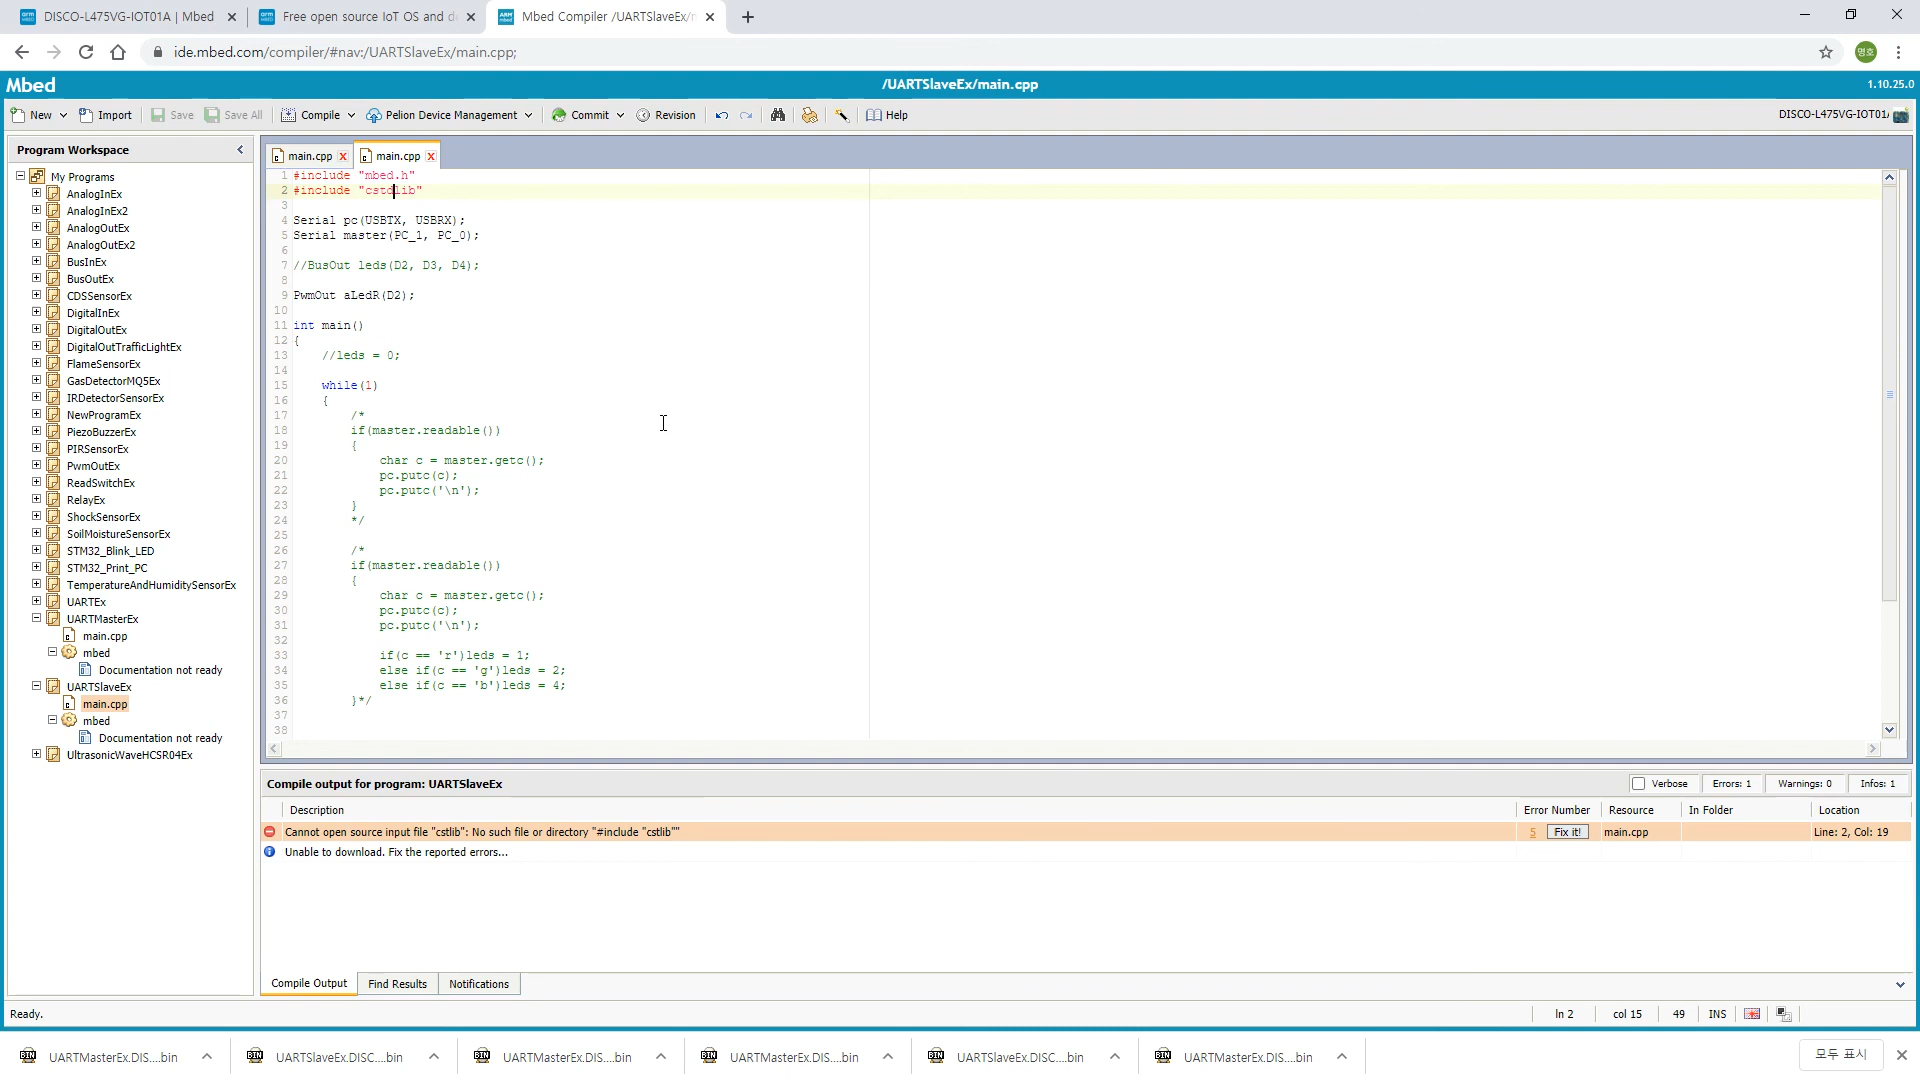 DISCO-L475VG-IOT01A | Mbed
Free open source IoT OS and d
Mbed Compiler /UARTSlaveEx/m
ide.mbed.com/compiler/#nav:/UARTSlaveEx/main.cpp;
명호
Mbed
/UARTSlaveEx/main.cpp
1.10.25.0
New
Import
Save
Save All
Compile
Pelion Device Management
Commit
Revision
Help
DISCO-L475VG-IOT01
Program Workspace
My Programs
AnalogInEx
AnalogInEx2
AnalogOutEx
AnalogOutEx2
BusInEx
BusOutEx
CDSSensorEx
DigitalInEx
DigitalOutEx
DigitalOutTrafficLightEx
FlameSensorEx
GasDetectorMQ5Ex
IRDetectorSensorEx
NewProgramEx
PiezoBuzzerEx
PIRSensorEx
PwmOutEx
ReadSwitchEx
RelayEx
ShockSensorEx
SoilMoistureSensorEx
STM32_Blink_LED
STM32_Print_PC
TemperatureAndHumiditySensorEx
UARTEx
UARTMasterEx
main.cpp
mbed
Documentation not ready
UARTSlaveEx
main.cpp
mbed
Documentation not ready
UltrasonicWaveHCSR04Ex
main.cpp
main.cpp
1 #include "mbed.h"
2 #include "cstdlib"
3
4 Serial pc(USBTX, USBRX);
5 Serial master(PC_1, PC_0);
6
7 //BusOut leds(D2, D3, D4);
8
9 PwmOut aLedR(D2);
10
11 int main()
12 {
13 //leds = 0;
14
15 while(1)
16 {
17 /*
18 if(master.readable())
19 {
20 char c = master.getc();
21 pc.putc(c);
22 pc.putc('\n');
23 }
24 */
25
26 /*
27 if(master.readable())
28 {
29 char c = master.getc();
30 pc.putc(c);
31 pc.putc('\n');
32
33 if(c == 'r')leds = 1;
34 else if(c == 'g')leds = 2;
35 else if(c == 'b')leds = 4;
36 }*/
37
38
Compile output for program: UARTSlaveEx
Verbose
Errors: 1
Warnings: 0
Infos: 1
Description
Error Number
Resource
In Folder
Location
Cannot open source input file "cstlib": No such file or directory "#include "cstlib""
5
Fix it!
main.cpp
Line: 2, Col: 19
Unable to download. Fix the reported errors...
Compile Output
Find Results
Notifications
Ready.
ln 2
col 15
49
INS
UARTMasterEx.DIS....bin
UARTSlaveEx.DISC....bin
UARTMasterEx.DIS....bin
UARTMasterEx.DIS....bin
UARTSlaveEx.DISC....bin
UARTMasterEx.DIS....bin
모두 표시